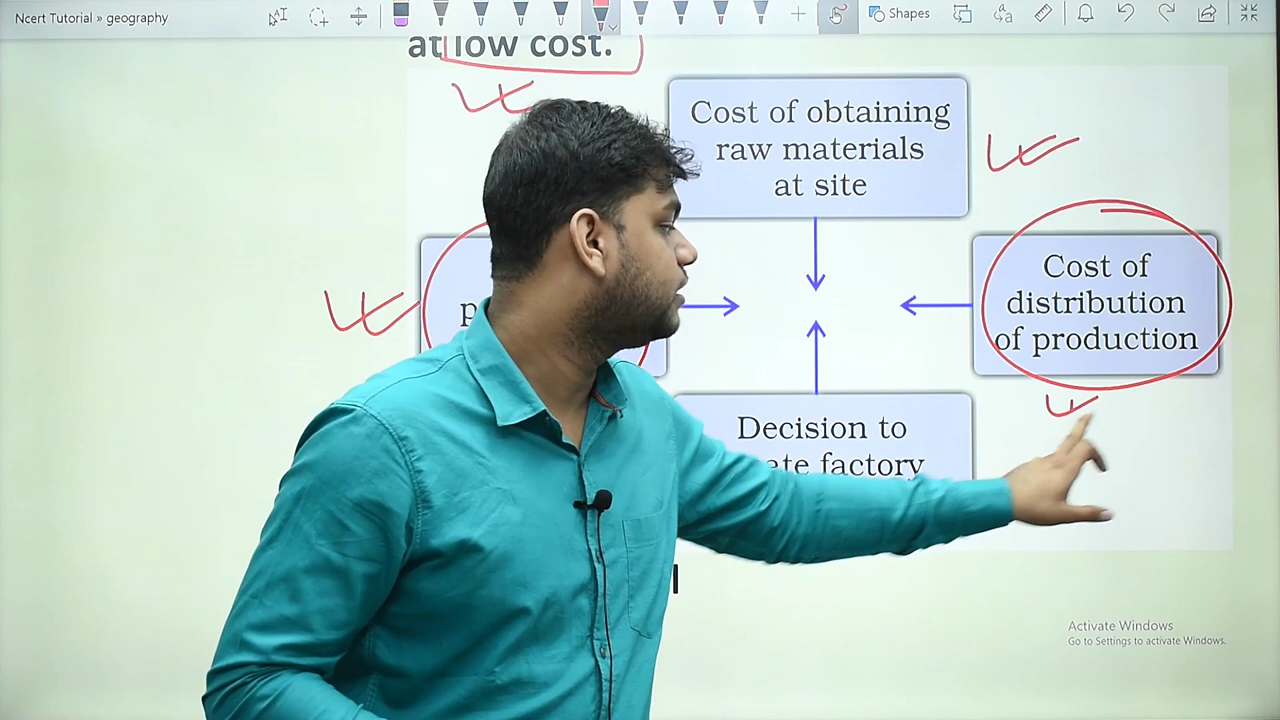 Ncert Tutorial » geography
Shapes
at low cost.
Cost of obtaining
raw materials
at site
Cost of
distribution
of production
Decision to
factory
Activate Windows
Go to Settings to activate Windows.